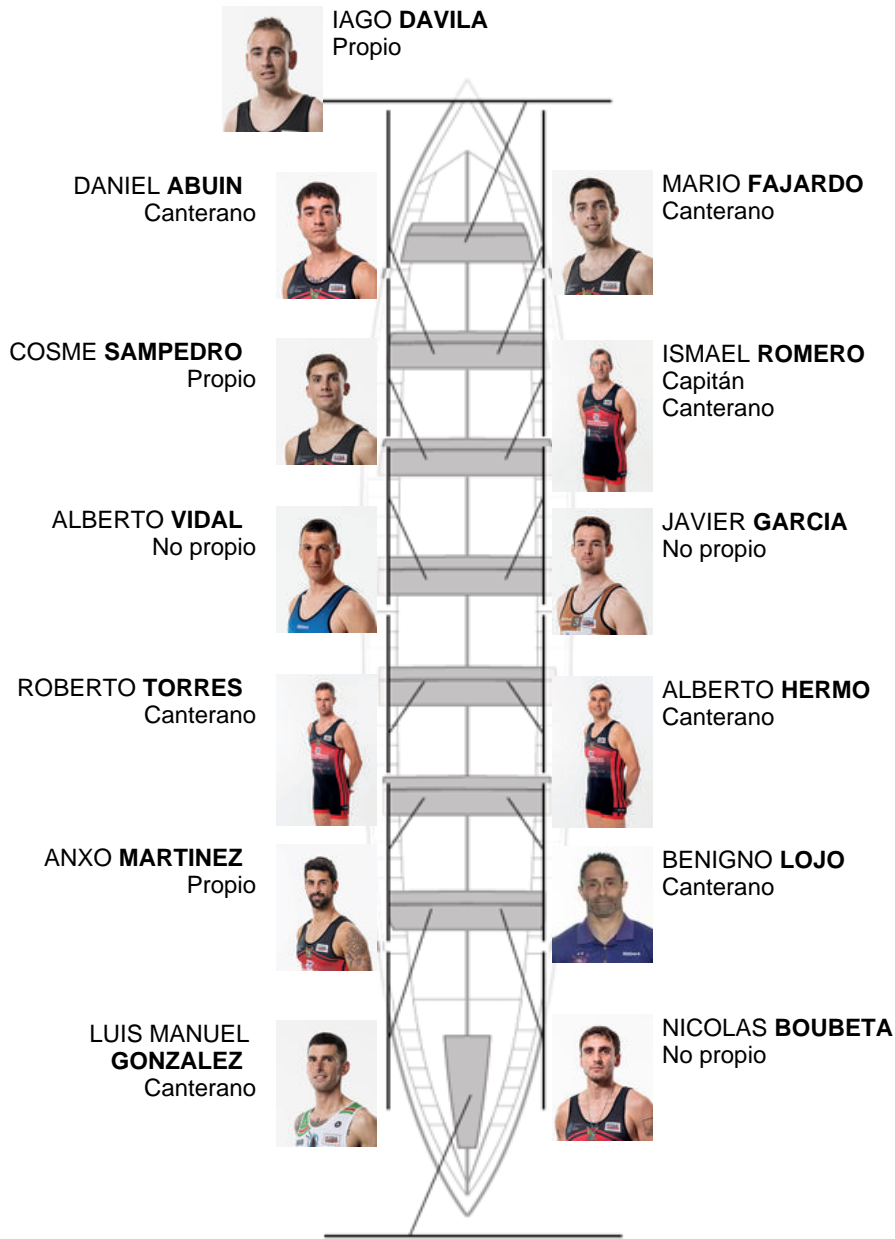 IAGO DAVILA
Propio
DANIEL ABUIN
Canterano
MARIO FAJARDO
Canterano
COSME SAMPEDRO
Propio
ISMAEL ROMERO
Capitán
Canterano
ALBERTO VIDAL
No propio
JAVIER GARCIA
No propio
ROBERTO TORRES
Canterano
ALBERTO HERMO
Canterano
ANXO MARTINEZ
Propio
BENIGNO LOJO
Canterano
LUIS MANUEL
GONZALEZ
Canterano
NICOLAS BOUBETA
No propio